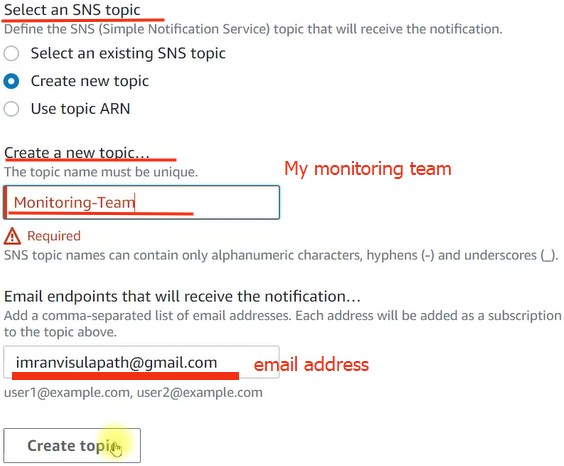 Select an SNS topic
Define the SNS (Simple Notification Service) topic that will receive the notification.
Select an existing SNS topic
Create new topic
Use topic ARN
Create a new topic…
The topic name must be unique.
My monitoring team
Monitoring-Team
Required
SNS topic names can contain only alphanumeric characters, hyphens (-) and underscores (_).
Email endpoints that will receive the notification…
Add a comma-separated list of email addresses. Each address will be added as a subscription
to the topic above.
imranvisulapath@gmail.com
email address
user1@example.com, user2@example.com
Create topic